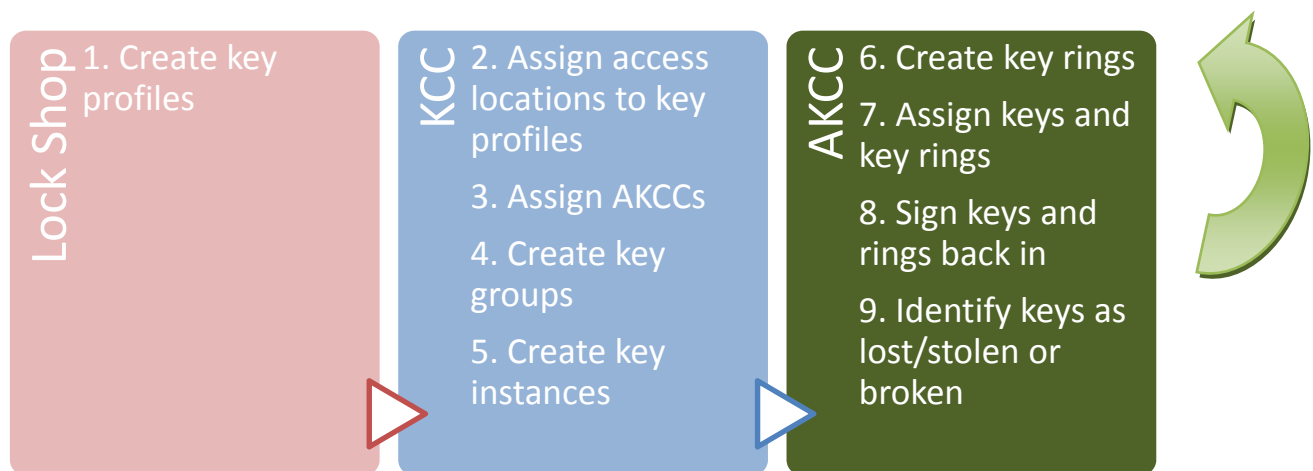 Lock Shop
1. Create key
profiles
KCC
2. Assign access
locations to key
profiles
3. Assign AKCCs
4. Create key
groups
5. Create key
instances
AKCC
6. Create key rings
7. Assign keys and
key rings
8. Sign keys and
rings back in
9. Identify keys as
lost/stolen or
broken